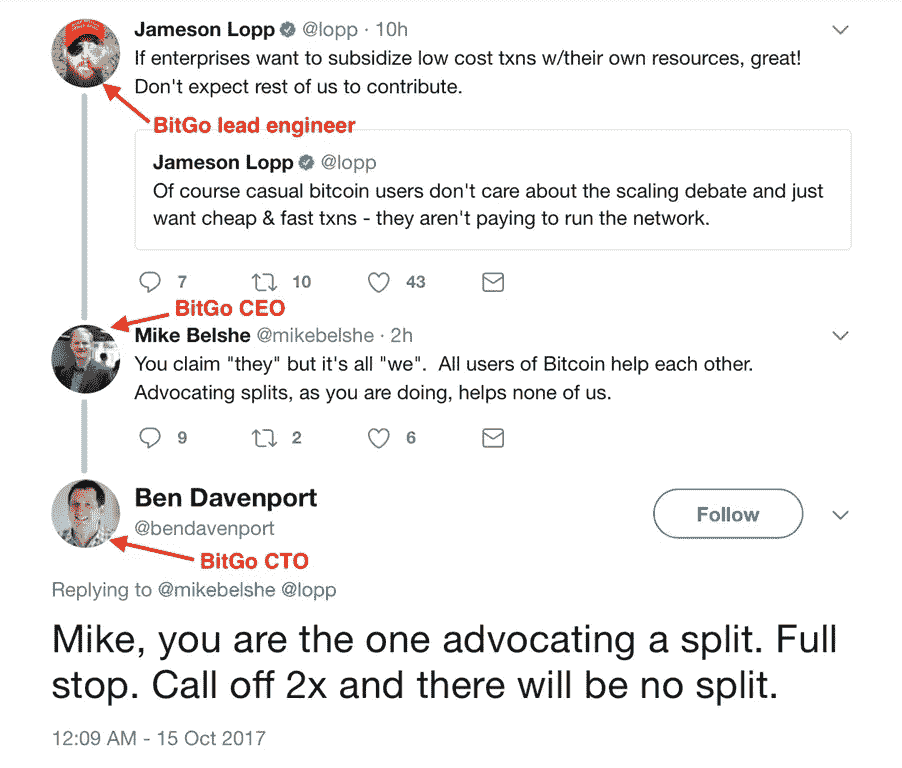 Jameson Lopp @lopp · 10h
If enterprises want to subsidize low cost txns w/their own resources, great!
Don't expect rest of us to contribute.
BitGo lead engineer
Jameson Lopp @lopp
Of course casual bitcoin users don't care about the scaling debate and just
want cheap & fast txns - they aren't paying to run the network.
7 10 43
BitGo CEO
Mike Belshe @mikebelshe · 2h
You claim "they" but it's all "we".  All users of Bitcoin help each other.
Advocating splits, as you are doing, helps none of us.
9 2 6
Ben Davenport
@bendavenport
Follow
BitGo CTO
Replying to @mikebelshe @lopp
Mike, you are the one advocating a split. Full
stop. Call off 2x and there will be no split.
12:09 AM - 15 Oct 2017